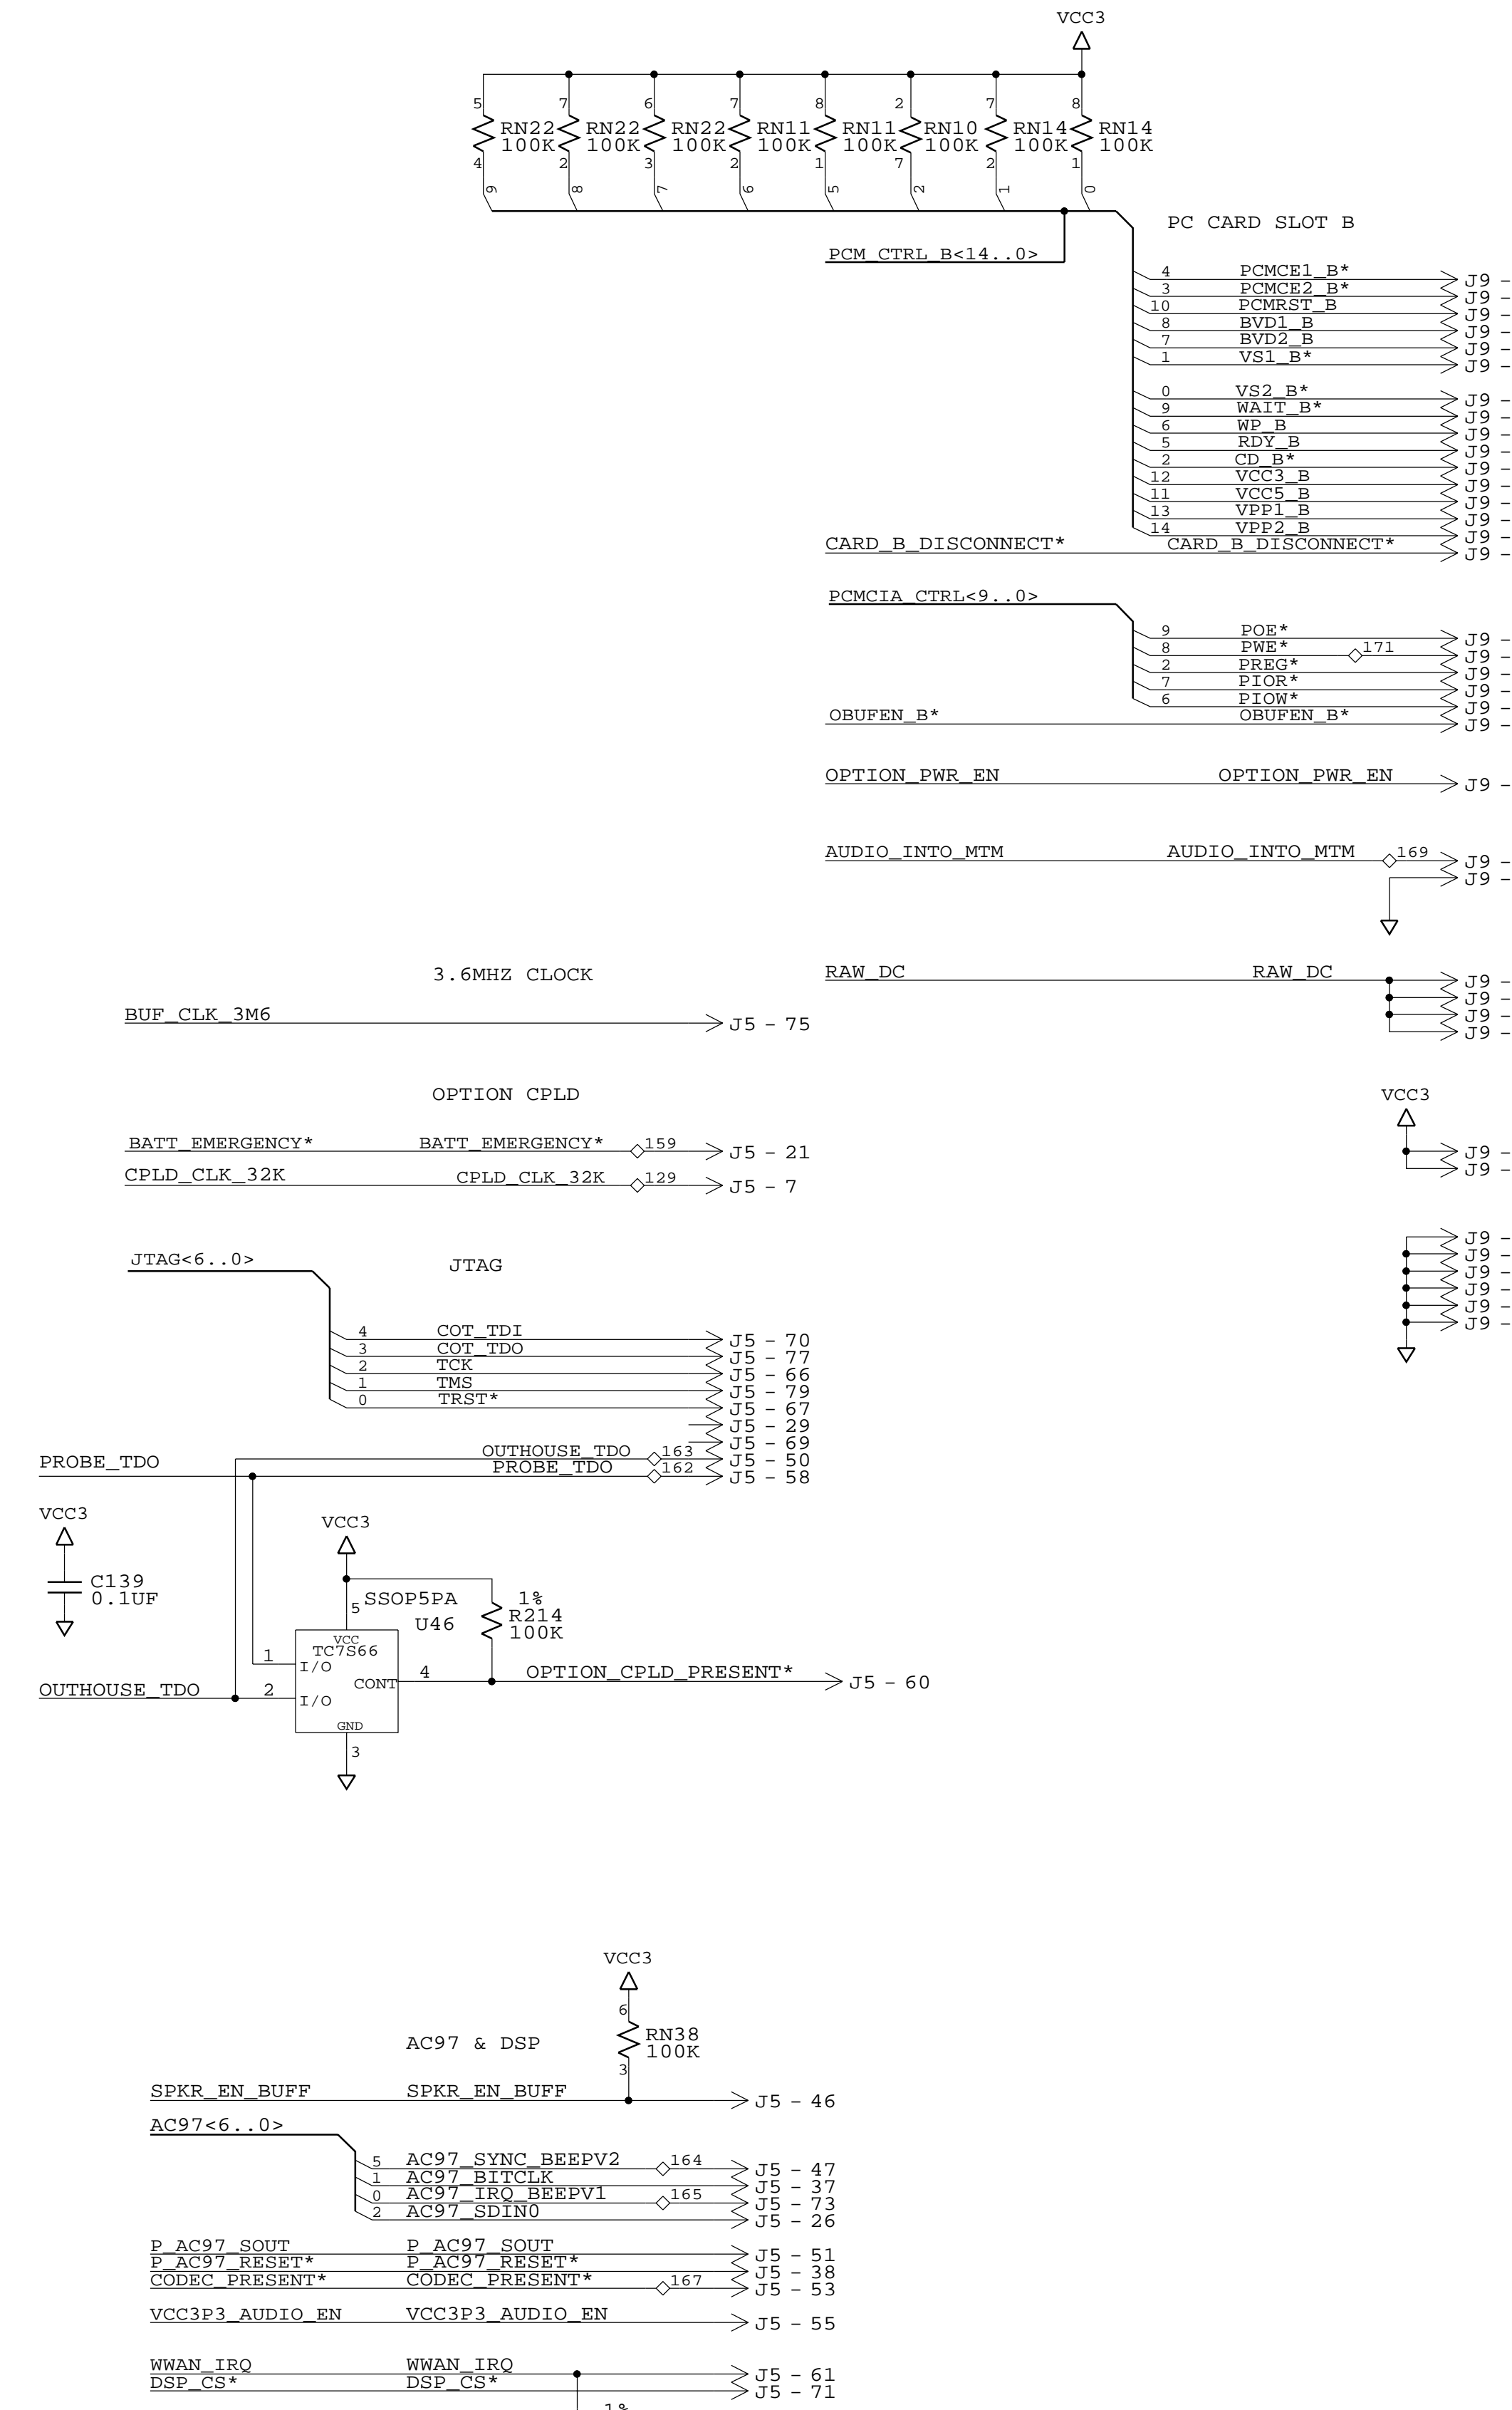 VCC3
5 7 6 7 8 2 7 8
RN22 RN22 RN22 RN11 RN11 RN10 RN14 RN14
100K 100K 100K 100K 100K 100K 100K 100K
4 2 3 2 1 7 2 1
9 8 7 6 5 2 1 0
PC CARD SLOT B
PCM_CTRL_B<14..0>
4 PCMCE1_B* J9 -
3 PCMCE2_B* J9 -
10 PCMRST_B J9 -
8 BVD1_B J9 -
7 BVD2_B J9 -
1 VS1_B* J9 -
0 VS2_B* J9 -
9 WAIT_B* J9 -
6 WP_B J9 -
5 RDY_B J9 -
2 CD_B* J9 -
12 VCC3_B J9 -
11 VCC5_B J9 -
13 VPP1_B J9 -
14 VPP2_B J9 -
CARD_B_DISCONNECT* CARD_B_DISCONNECT* J9 -
PCMCIA_CTRL<9..0>
9 POE* J9 -
8 PWE* 171 J9 -
2 PREG* J9 -
7 PIOR* J9 -
6 PIOW* J9 -
OBUFEN_B* OBUFEN_B* J9 -
OPTION_PWR_EN OPTION_PWR_EN J9 -
AUDIO_INTO_MTM AUDIO_INTO_MTM 169 J9 -
J9 -
RAW_DC RAW_DC J9 -
J9 -
J9 -
J9 -
3.6MHZ CLOCK
BUF_CLK_3M6 J5 - 75
OPTION CPLD
VCC3
BATT_EMERGENCY* BATT_EMERGENCY* 159 J5 - 21
J9 -
J9 -
CPLD_CLK_32K CPLD_CLK_32K 129 J5 - 7
J9 -
J9 -
J9 -
J9 -
J9 -
J9 -
JTAG<6..0> JTAG
4 COT_TDI J5 - 70
3 COT_TDO J5 - 77
2 TCK J5 - 66
1 TMS J5 - 79
0 TRST* J5 - 67
J5 - 29
J5 - 69
OUTHOUSE_TDO 163 J5 - 50
PROBE_TDO PROBE_TDO 162 J5 - 58
VCC3
VCC3
C139
0.1UF
5 SSOP5PA
U46
1%
R214
100K
VCC
TC7S66
1 I/O
CONT 4 OPTION_CPLD_PRESENT* J5 - 60
OUTHOUSE_TDO 2 I/O
GND
3
VCC3
6
RN38
100K
3
AC97 & DSP
SPKR_EN_BUFF SPKR_EN_BUFF J5 - 46
AC97<6..0>
5 AC97_SYNC_BEEPV2 164 J5 - 47
1 AC97_BITCLK J5 - 37
0 AC97_IRQ_BEEPV1 165 J5 - 73
2 AC97_SDIN0 J5 - 26
P_AC97_SOUT P_AC97_SOUT J5 - 51
P_AC97_RESET* P_AC97_RESET* J5 - 38
CODEC_PRESENT* CODEC_PRESENT* 167 J5 - 53
VCC3P3_AUDIO_EN VCC3P3_AUDIO_EN J5 - 55
WWAN_IRQ WWAN_IRQ J5 - 61
DSP_CS* DSP_CS* J5 - 71
1%